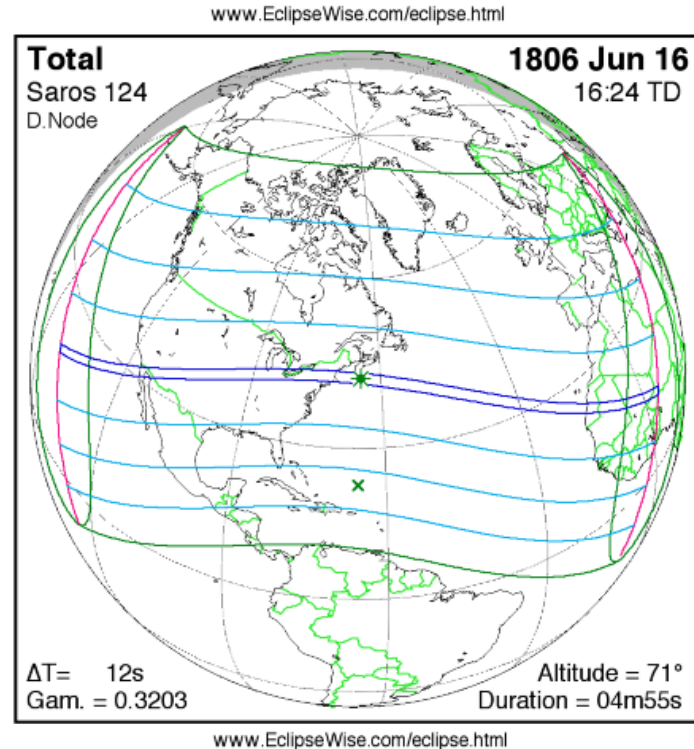 www.EclipseWise.com/eclipse.html
Total
1806 Jun 16
Saros 124
16:24 TD
D.Node
ΔT= 12s
Altitude = 71°
Gam. = 0.3203
Duration = 04m55s
www.EclipseWise.com/eclipse.html